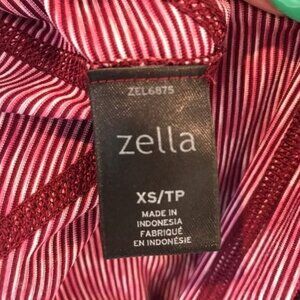 ZEL6875
zella
XS/TP
MADE IN
INDONESIA
FABRIQUÉ
EN INDONÉSIE